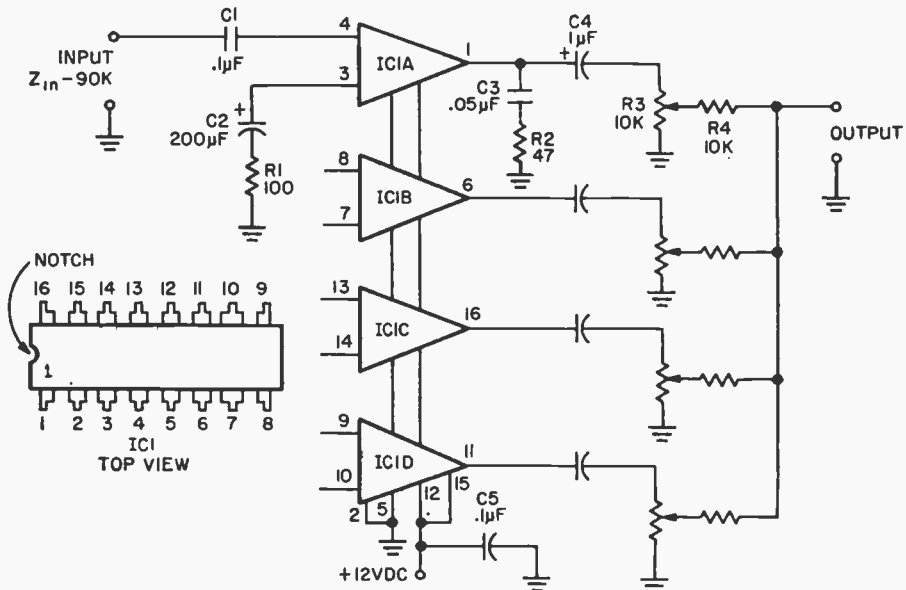 C1
.1µF
INPUT
Zin-90K
4
3
IC1A
1
C2
200µF
+
R1
100
C3
.05µF
R2
47
C4
1µF
+
R3
10K
R4
10K
OUTPUT
8
7
IC1B
6
13
14
IC1C
16
9
10
IC1D
11
2
5
12
15
C5
.1µF
+12VDC
NOTCH
16 15 14 13 12 11 10 9
1
1 2 3 4 5 6 7 8
IC1
TOP VIEW